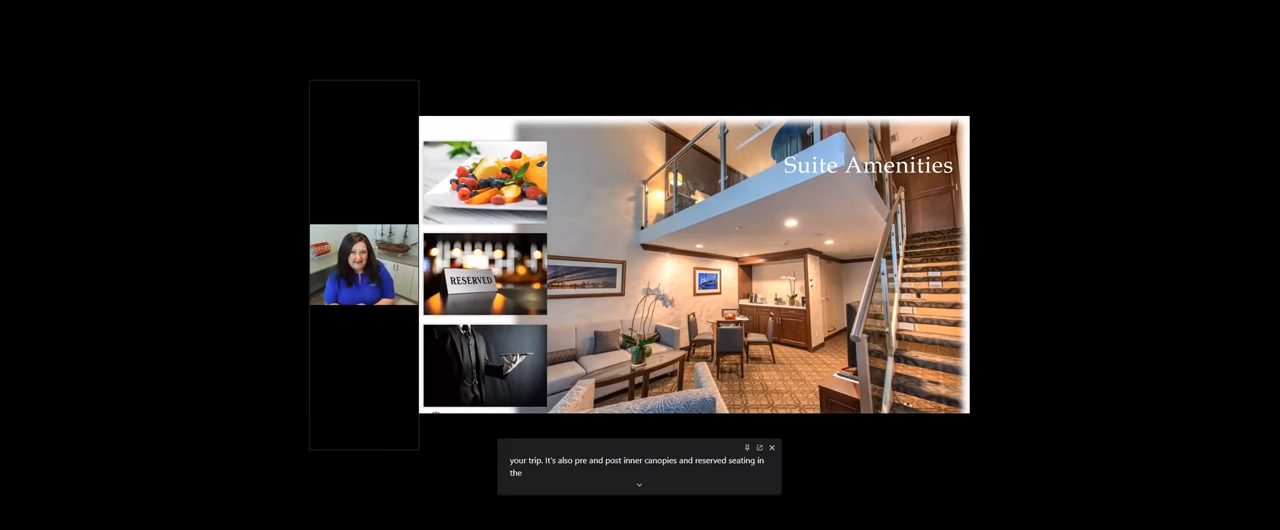 Suite Amenities
RESERVED
your trip. It's also pre and post inner canopies and reserved seating in
the